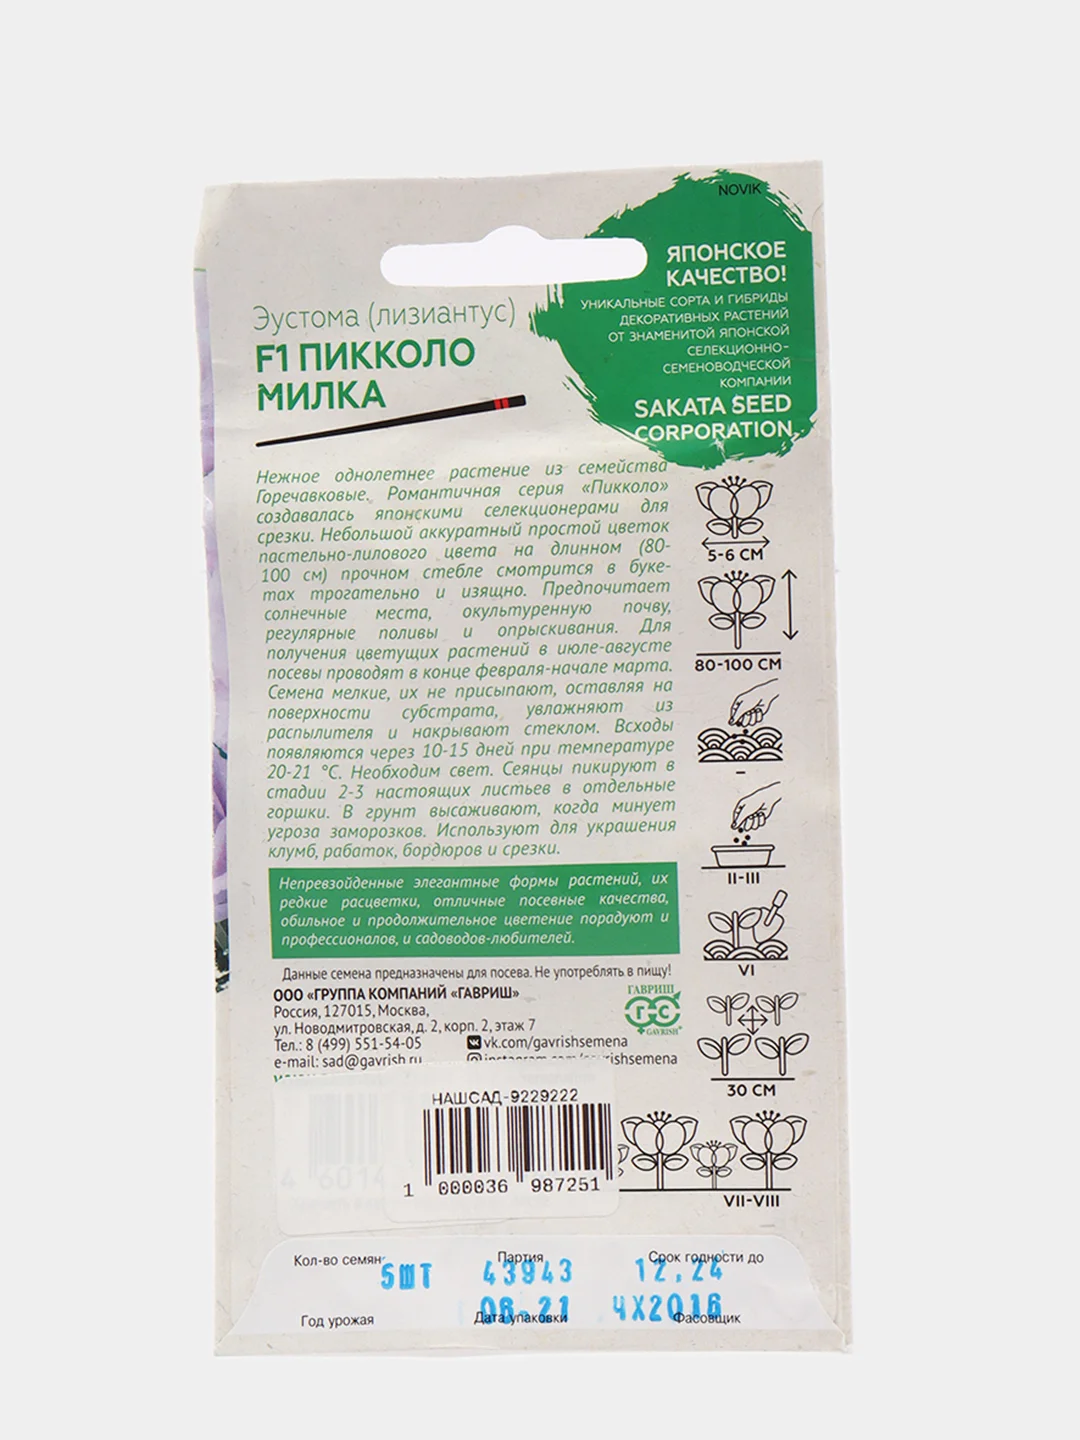 NOVIK
ЯПОНСКОЕ
КАЧЕСТВО!
УНИКАЛЬНЫЕ СОРТА И ГИБРИДЫ
ДЕКОРАТИВНЫХ РАСТЕНИЙ
ОТ ЗНАМЕНИТОЙ ЯПОНСКОЙ
СЕЛЕКЦИОННО-
СЕМЕНОВОДЧЕСКОЙ
КОМПАНИИ
SAKATA SEED
CORPORATION
Эустома (лизиантус)
F1 ПИККОЛО
МИЛКА
Нежное однолетнее растение из семейства
Горечавковые. Романтичная серия «Пикколо»
создавалась японскими селекционерами для
срезки. Небольшой аккуратный простой цветок
пастельно-лилового цвета на длинном (80-
100 см) прочном стебле смотрится в буке-
тах трогательно и изящно. Предпочитает
солнечные места, окультуренную почву,
регулярные поливы и опрыскивания. Для
получения цветущих растений в июле-августе
посевы проводят в конце февраля-начале марта.
Семена мелкие, их не присыпают, оставляя на
поверхности субстрата, увлажняют из
распылителя и накрывают стеклом. Всходы
появляются через 10-15 дней при температуре
20-21 °С. Необходим свет. Сеянцы пикируют в
стадии 2-3 настоящих листьев в отдельные
горшки. В грунт высаживают, когда минует
угроза заморозков. Используют для украшения
клумб, рабаток, бордюров и срезки.
Непревзойденные элегантные формы растений, их
редкие расцветки, отличные посевные качества,
обильное и продолжительное цветение порадуют и
профессионалов, и садоводов-любителей.
Данные семена предназначены для посева. Не употреблять в пищу!
ООО «ГРУППА КОМПАНИЙ «ГАВРИШ»
Россия, 127015, Москва,
ул. Новодмитровская, д. 2, корп. 2, этаж 7
Тел.: 8 (499) 551-54-05
vk.com/gavrishsemena
e-mail: sad@gavrish.ru
instagram.com/gavrishsemena
ГАВРИШ
ГС
GAVRISH®
5-6 СМ
80-100 СМ
–
II-III
VI
30 СМ
VII-VIII
НАШСАД-9229222
4 6014
1 000036 987251
Кол-во семян
5ШТ
Партия
43943
Срок годности до
12.24
Год урожая
Дата упаковки
06-21
Фасовщик
ЧХ2016